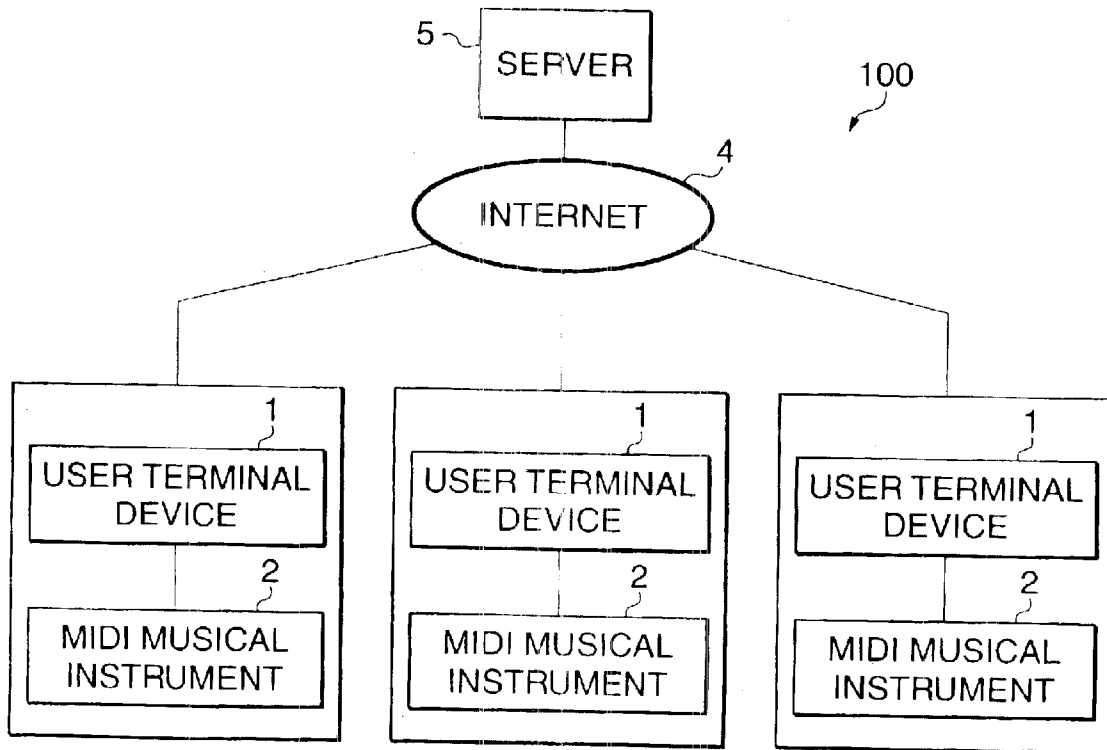 5
SERVER
100
4
INTERNET
1
USER TERMINAL
DEVICE
2
MIDI MUSICAL
INSTRUMENT
1
USER TERMINAL
DEVICE
2
MIDI MUSICAL
INSTRUMENT
1
USER TERMINAL
DEVICE
2
MIDI MUSICAL
INSTRUMENT